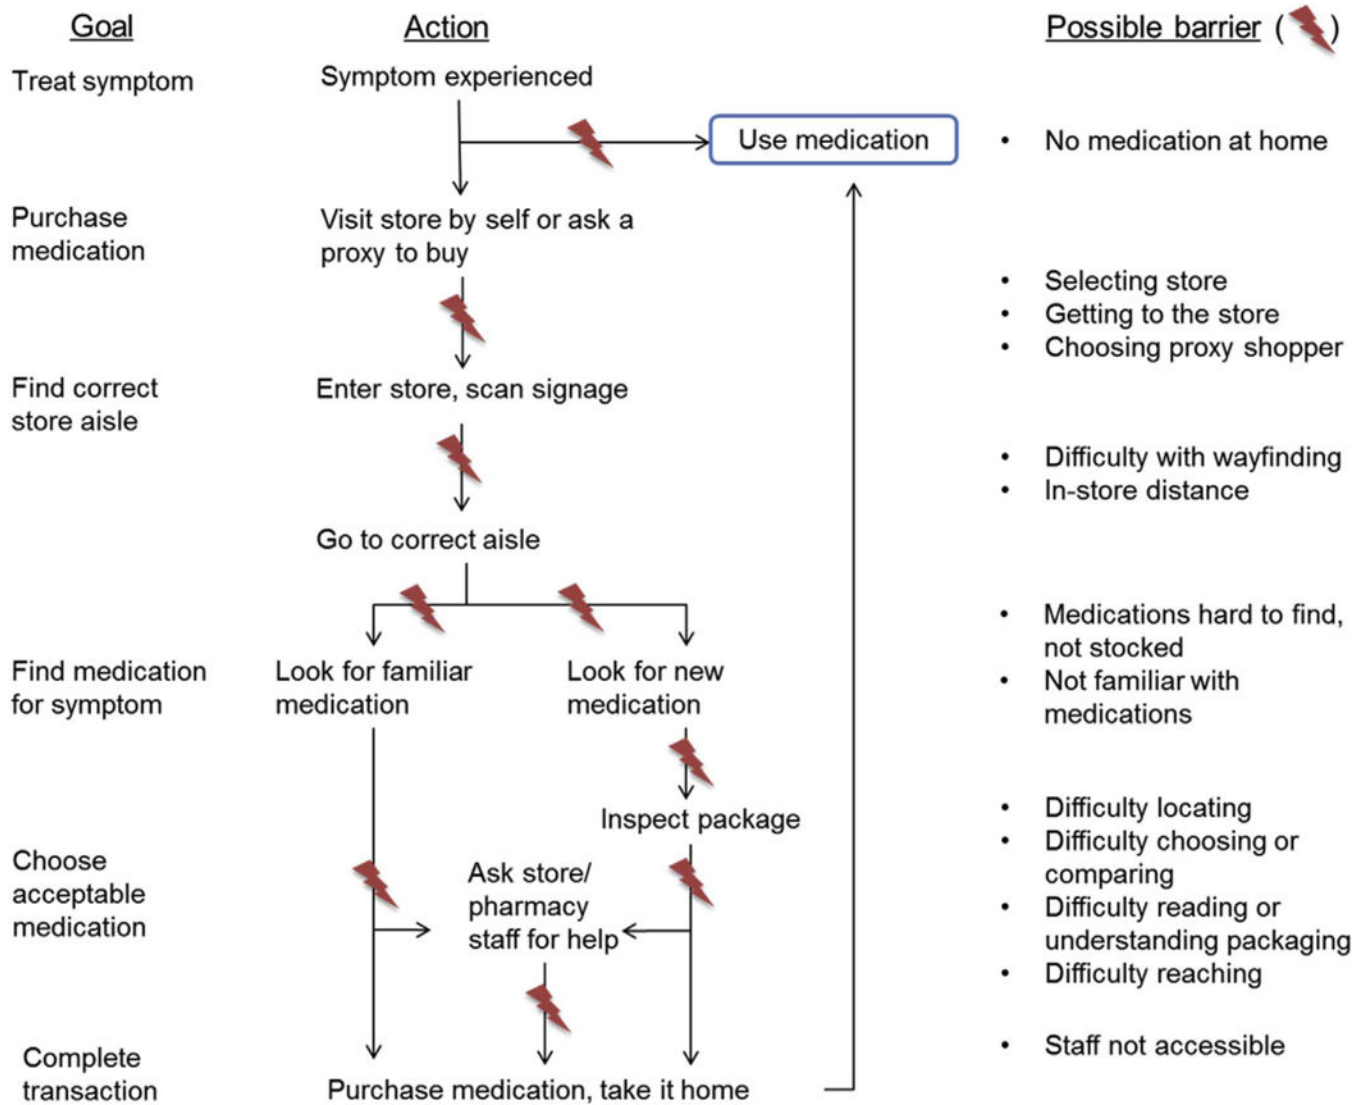 Goal
Action
Possible barrier ( )
Treat symptom
Symptom experienced
Use medication
• No medication at home
Purchase
medication
Visit store by self or ask a
proxy to buy
• Selecting store
• Getting to the store
• Choosing proxy shopper
Find correct
store aisle
Enter store, scan signage
• Difficulty with wayfinding
• In-store distance
Go to correct aisle
• Medications hard to find,
not stocked
• Not familiar with
medications
Find medication
for symptom
Look for familiar
medication
Look for new
medication
Inspect package
• Difficulty locating
• Difficulty choosing or
comparing
• Difficulty reading or
understanding packaging
• Difficulty reaching
Choose
acceptable
medication
Ask store/
pharmacy
staff for help
• Staff not accessible
Complete
transaction
Purchase medication, take it home